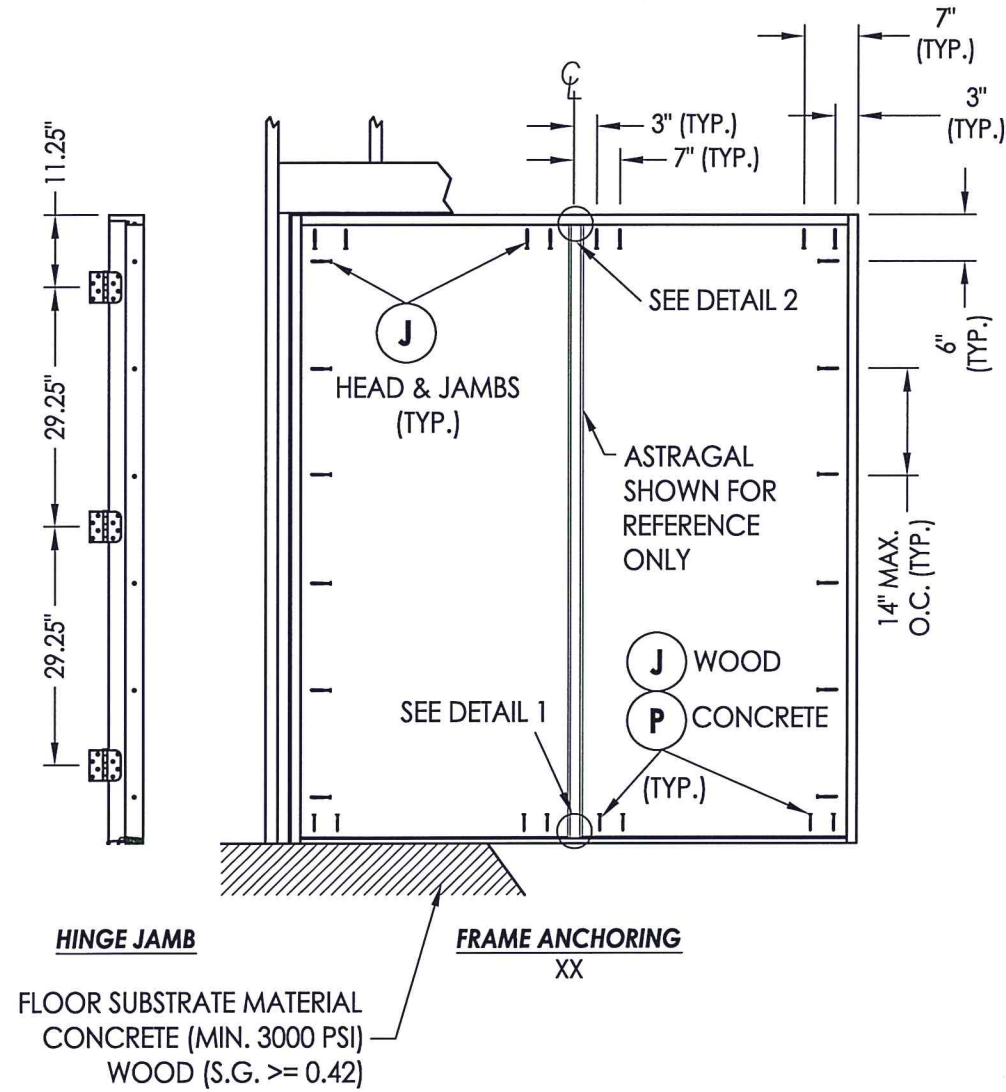 7"
(TYP.)
3"
(TYP.)
CL
3" (TYP.)
7" (TYP.)
11.25"
29.25"
29.25"
SEE DETAIL 2
6"
(TYP.)
J
HEAD & JAMBS
(TYP.)
ASTRAGAL
SHOWN FOR
REFERENCE
ONLY
14" MAX.
O.C. (TYP.)
J WOOD
P CONCRETE
(TYP.)
SEE DETAIL 1
HINGE JAMB
FRAME ANCHORING
XX
FLOOR SUBSTRATE MATERIAL
CONCRETE (MIN. 3000 PSI)
WOOD (S.G. >= 0.42)